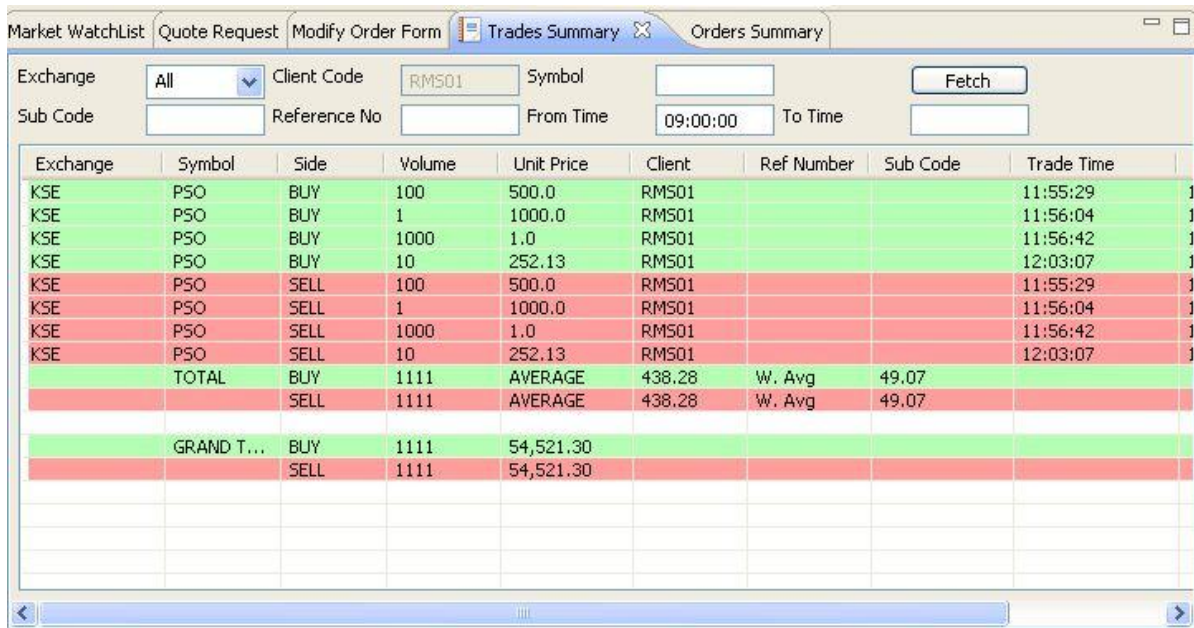 Market WatchList Quote Request Modify Order Form Trades Summary Orders Summary
Exchange All Client Code RMS01 Symbol Fetch
Sub Code Reference No From Time 09:00:00 To Time
Exchange Symbol Side Volume Unit Price Client Ref Number Sub Code Trade Time
KSE PSO BUY 100 500.0 RMS01 11:55:29
KSE PSO BUY 1 1000.0 RMS01 11:56:04
KSE PSO BUY 1000 1.0 RMS01 11:56:42
KSE PSO BUY 10 252.13 RMS01 12:03:07
KSE PSO SELL 100 500.0 RMS01 11:55:29
KSE PSO SELL 1 1000.0 RMS01 11:56:04
KSE PSO SELL 1000 1.0 RMS01 11:56:42
KSE PSO SELL 10 252.13 RMS01 12:03:07
TOTAL BUY 1111 AVERAGE 438.28 W. Avg 49.07
SELL 1111 AVERAGE 438.28 W. Avg 49.07
GRAND T... BUY 1111 54,521.30
SELL 1111 54,521.30